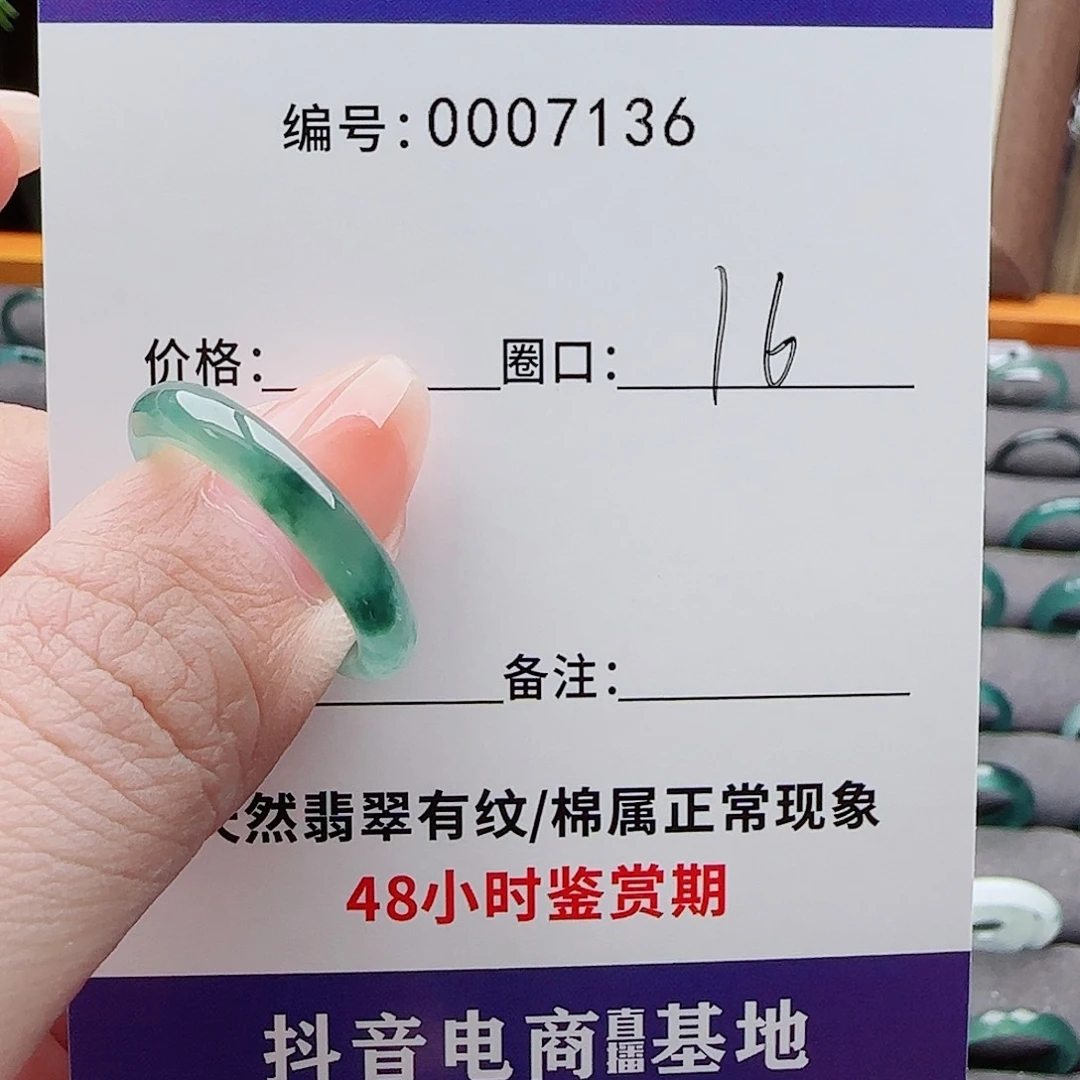 编号:0007136
价格: 圈口: 16
备注:
然翡翠有纹/棉属正常现象
48小时鉴赏期
抖音电商直播基地